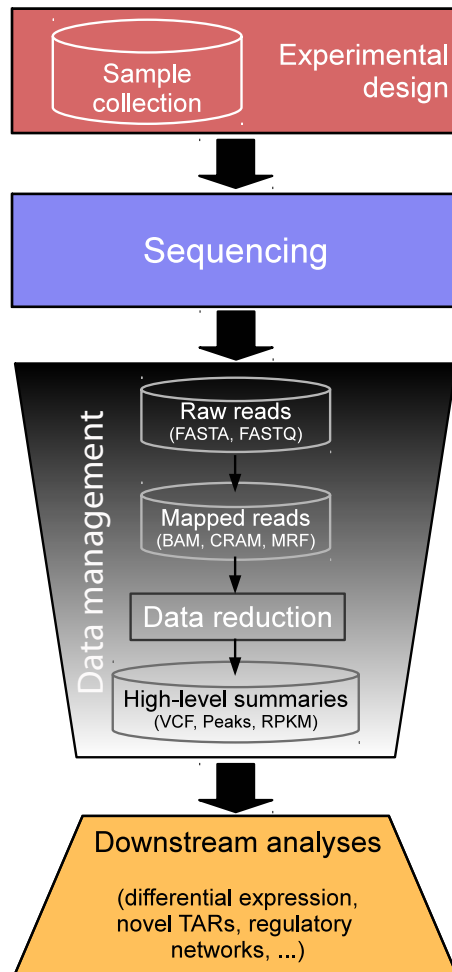 Sample
collection
Experimental
design
Sequencing
Data management
Raw reads
(FASTA, FASTQ)
Mapped reads
(BAM, CRAM, MRF)
Data reduction
High-level summaries
(VCF, Peaks, RPKM)
Downstream analyses
(differential expression,
novel TARs, regulatory
networks, ...)